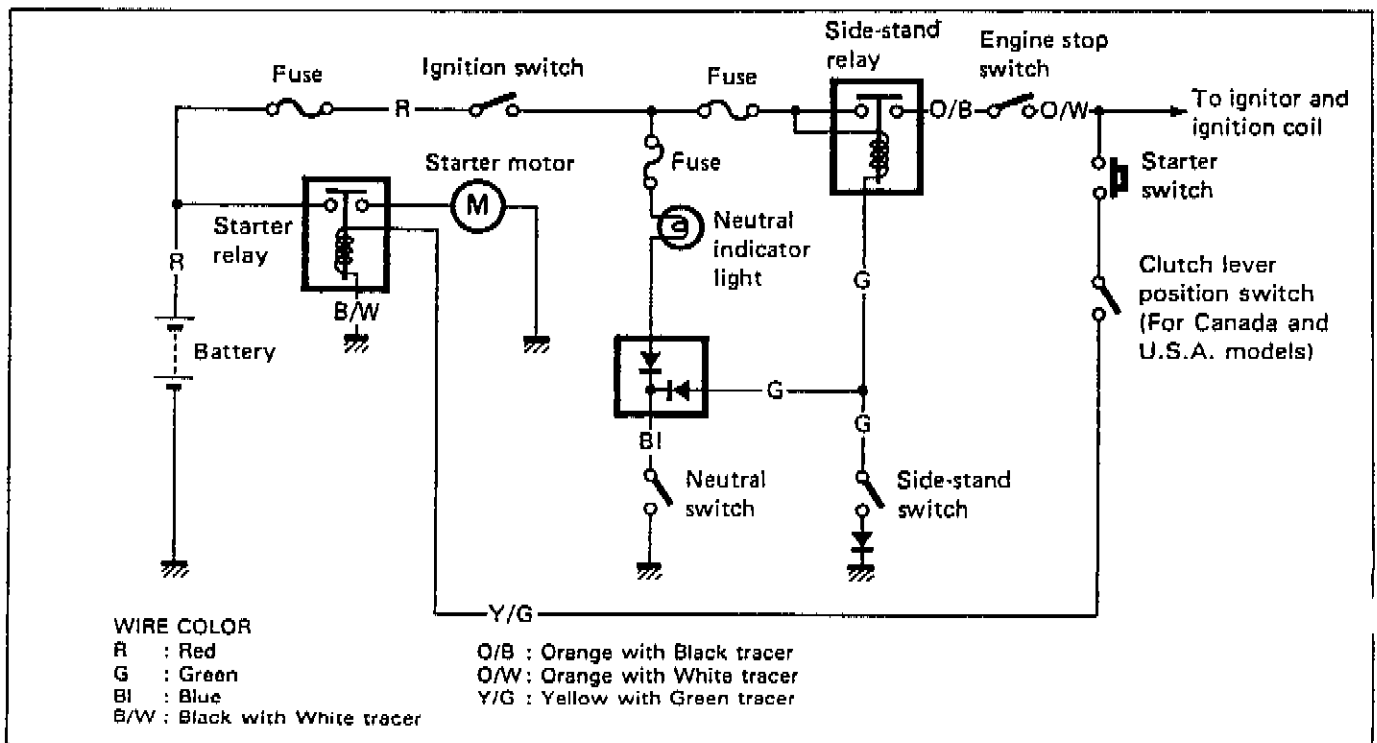 Side-stand
relay
Engine stop
switch
Fuse
Ignition switch
Fuse
R
O/B
O/W
To ignitor and
ignition coil
Fuse
Starter motor
M
Starter
switch
Starter
relay
Neutral
indicator
light
R
B/W
G
Clutch lever
position switch
(For Canada and
U.S.A. models)
Battery
G
G
Bl
Neutral
switch
Side-stand
switch
Y/G
WIRE COLOR
R : Red
G : Green
Bl : Blue
B/W : Black with White tracer
O/B : Orange with Black tracer
O/W : Orange with White tracer
Y/G : Yellow with Green tracer